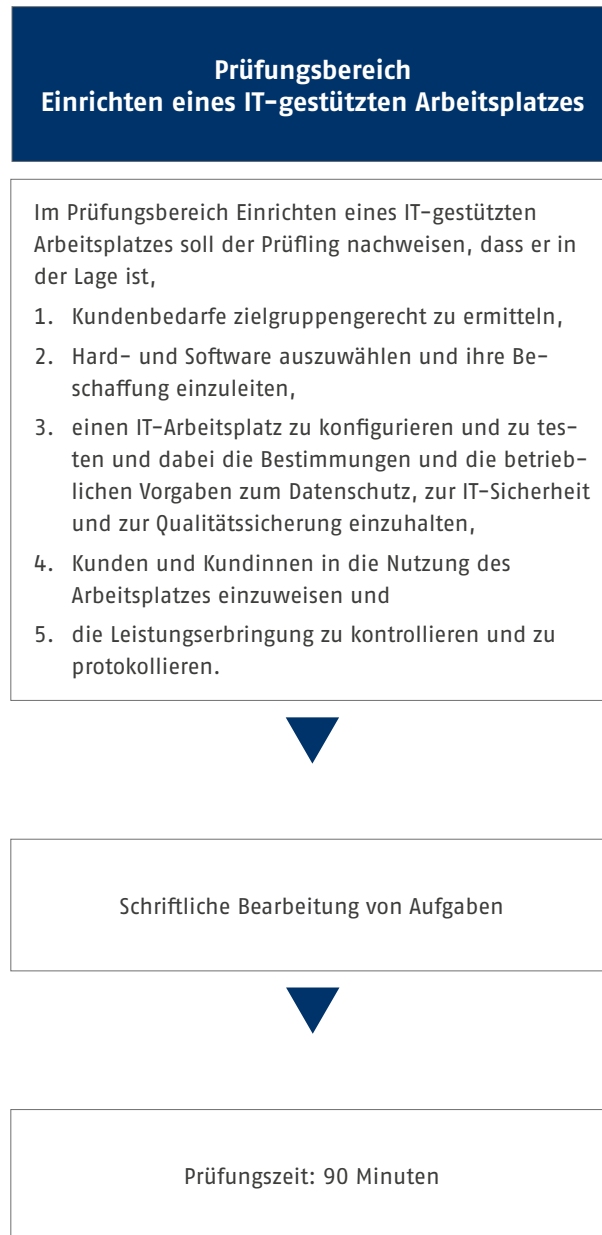 Prüfungsbereich
Einrichten eines IT-gestützten Arbeitsplatzes
Im Prüfungsbereich Einrichten eines IT-gestützten
Arbeitsplatzes soll der Prüfling nachweisen, dass er in
der Lage ist,
1. Kundenbedarfe zielgruppengerecht zu ermitteln,
2. Hard- und Software auszuwählen und ihre Be-
schaffung einzuleiten,
3. einen IT-Arbeitsplatz zu konfigurieren und zu tes-
ten und dabei die Bestimmungen und die betrieb-
lichen Vorgaben zum Datenschutz, zur IT-Sicherheit
und zur Qualitätssicherung einzuhalten,
4. Kunden und Kundinnen in die Nutzung des
Arbeitsplatzes einzuweisen und
5. die Leistungserbringung zu kontrollieren und zu
protokollieren.
Schriftliche Bearbeitung von Aufgaben
Prüfungszeit: 90 Minuten